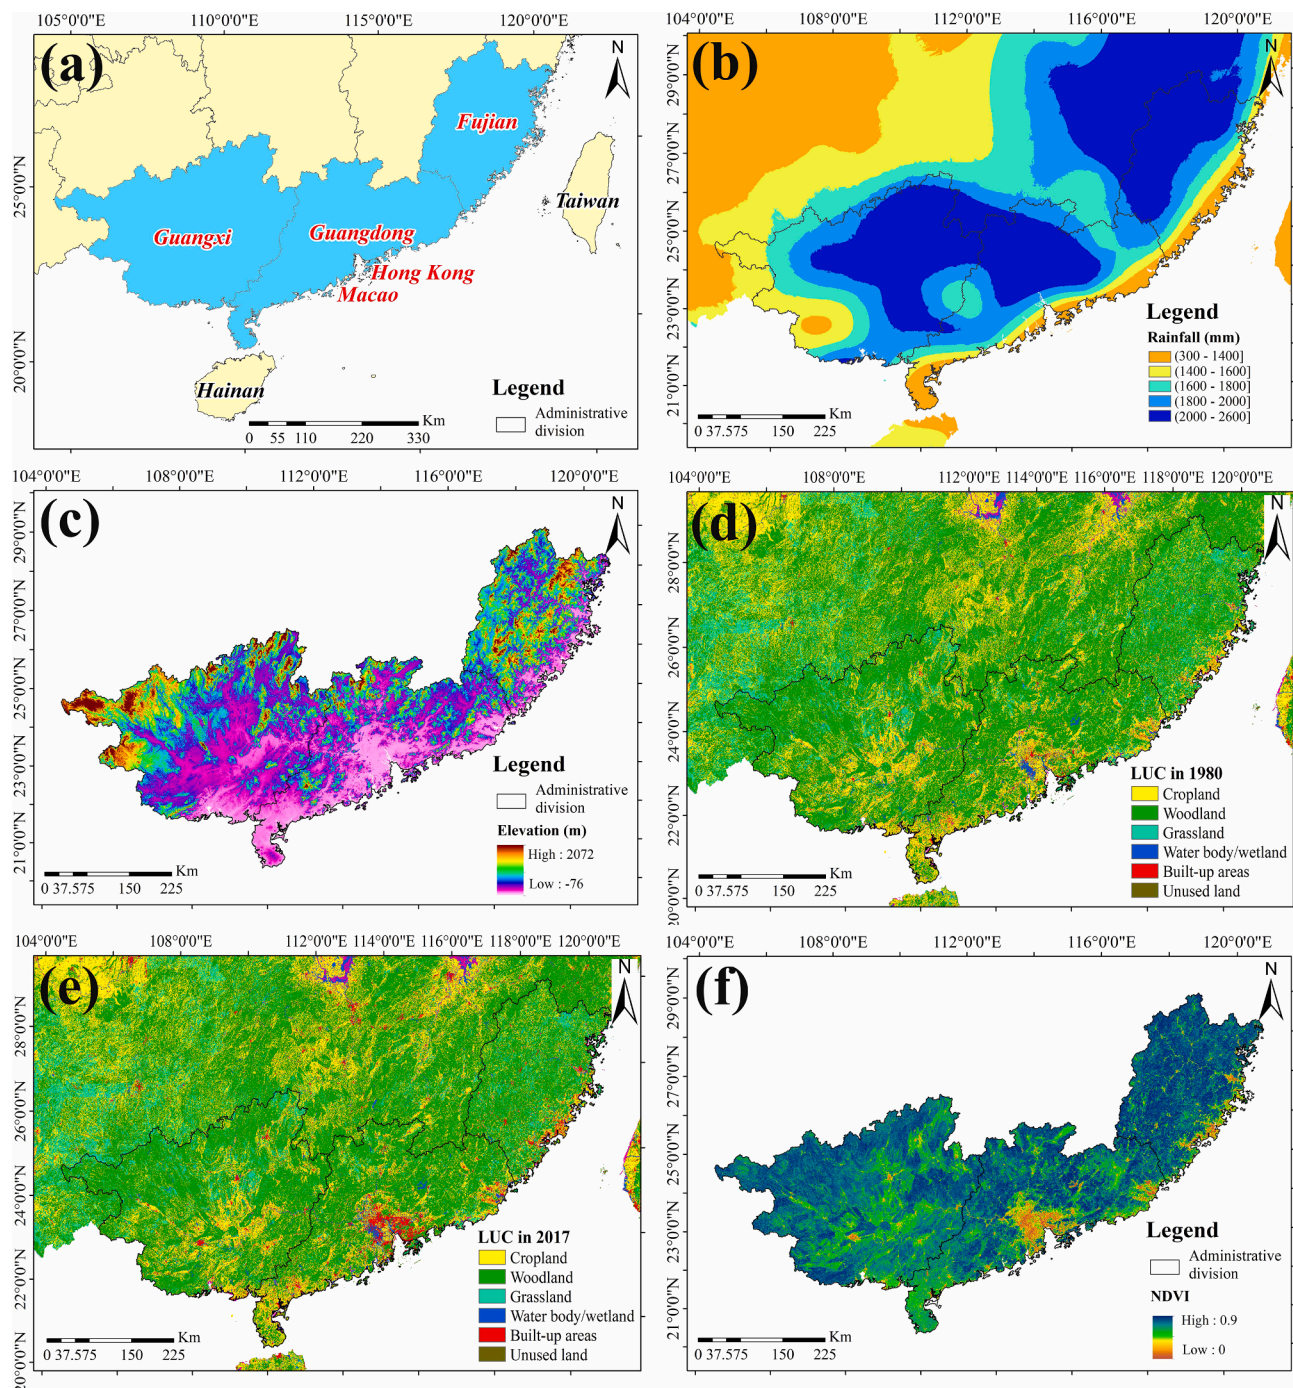 105°0'0"E 110°0'0"E 115°0'0"E 120°0'0"E
(a)
N
25°0'0"N
20°0'0"N
Fujian
Taiwan
Guangxi
Guangdong
Hong Kong
Macao
Hainan
Legend
Administrative
division
Km
0 55 110 220 330
104°0'0"E 108°0'0"E 112°0'0"E 116°0'0"E 120°0'0"E
(b)
N
29°0'0"N
27°0'0"N
25°0'0"N
23°0'0"N
21°0'0"N
Legend
Rainfall (mm)
(300 - 1400]
(1400 - 1600]
(1600 - 1800]
(1800 - 2000]
(2000 - 2600]
Km
0 37.575 150 225
104°0'0"E 108°0'0"E 112°0'0"E 116°0'0"E 120°0'0"E
(c)
N
29°0'0"N
27°0'0"N
25°0'0"N
23°0'0"N
21°0'0"N
Legend
Administrative
division
Elevation (m)
High : 2072
Low : -76
Km
0 37.575 150 225
104°0'0"E 108°0'0"E 112°0'0"E 114°0'0"E 116°0'0"E 118°0'0"E 120°0'0"E
(d)
N
28°0'0"N
26°0'0"N
24°0'0"N
22°0'0"N
20°0'0"N
LUC in 1980
Cropland
Woodland
Grassland
Water body/wetland
Built-up areas
Unused land
Km
0 37.575 150 225
104°0'0"E 108°0'0"E 112°0'0"E 114°0'0"E 116°0'0"E 120°0'0"E
(e)
N
28°0'0"N
26°0'0"N
24°0'0"N
22°0'0"N
20°0'0"N
LUC in 2017
Cropland
Woodland
Grassland
Water body/wetland
Built-up areas
Unused land
Km
0 37.575 150 225
104°0'0"E 108°0'0"E 112°0'0"E 116°0'0"E 120°0'0"E
(f)
N
29°0'0"N
27°0'0"N
25°0'0"N
23°0'0"N
21°0'0"N
Legend
Administrative
division
NDVI
High : 0.9
Low : 0
Km
0 37.575 150 225